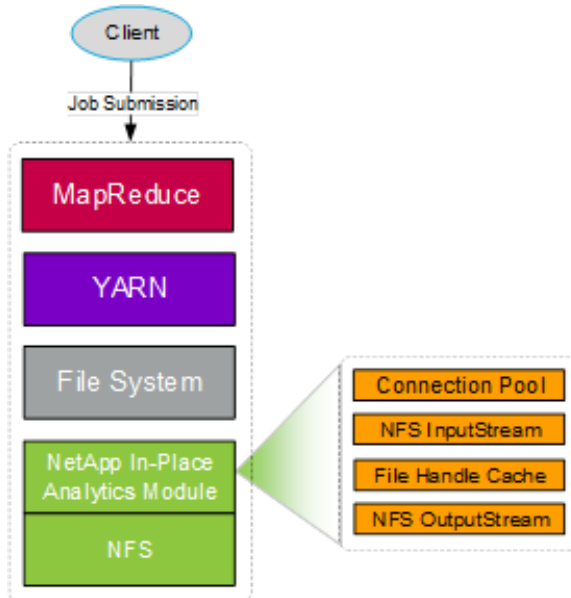 Client
Job Submission
MapReduce
YARN
File System
NetApp In-Place
Analytics Module
NFS
Connection Pool
NFS InputStream
File Handle Cache
NFS OutputStream